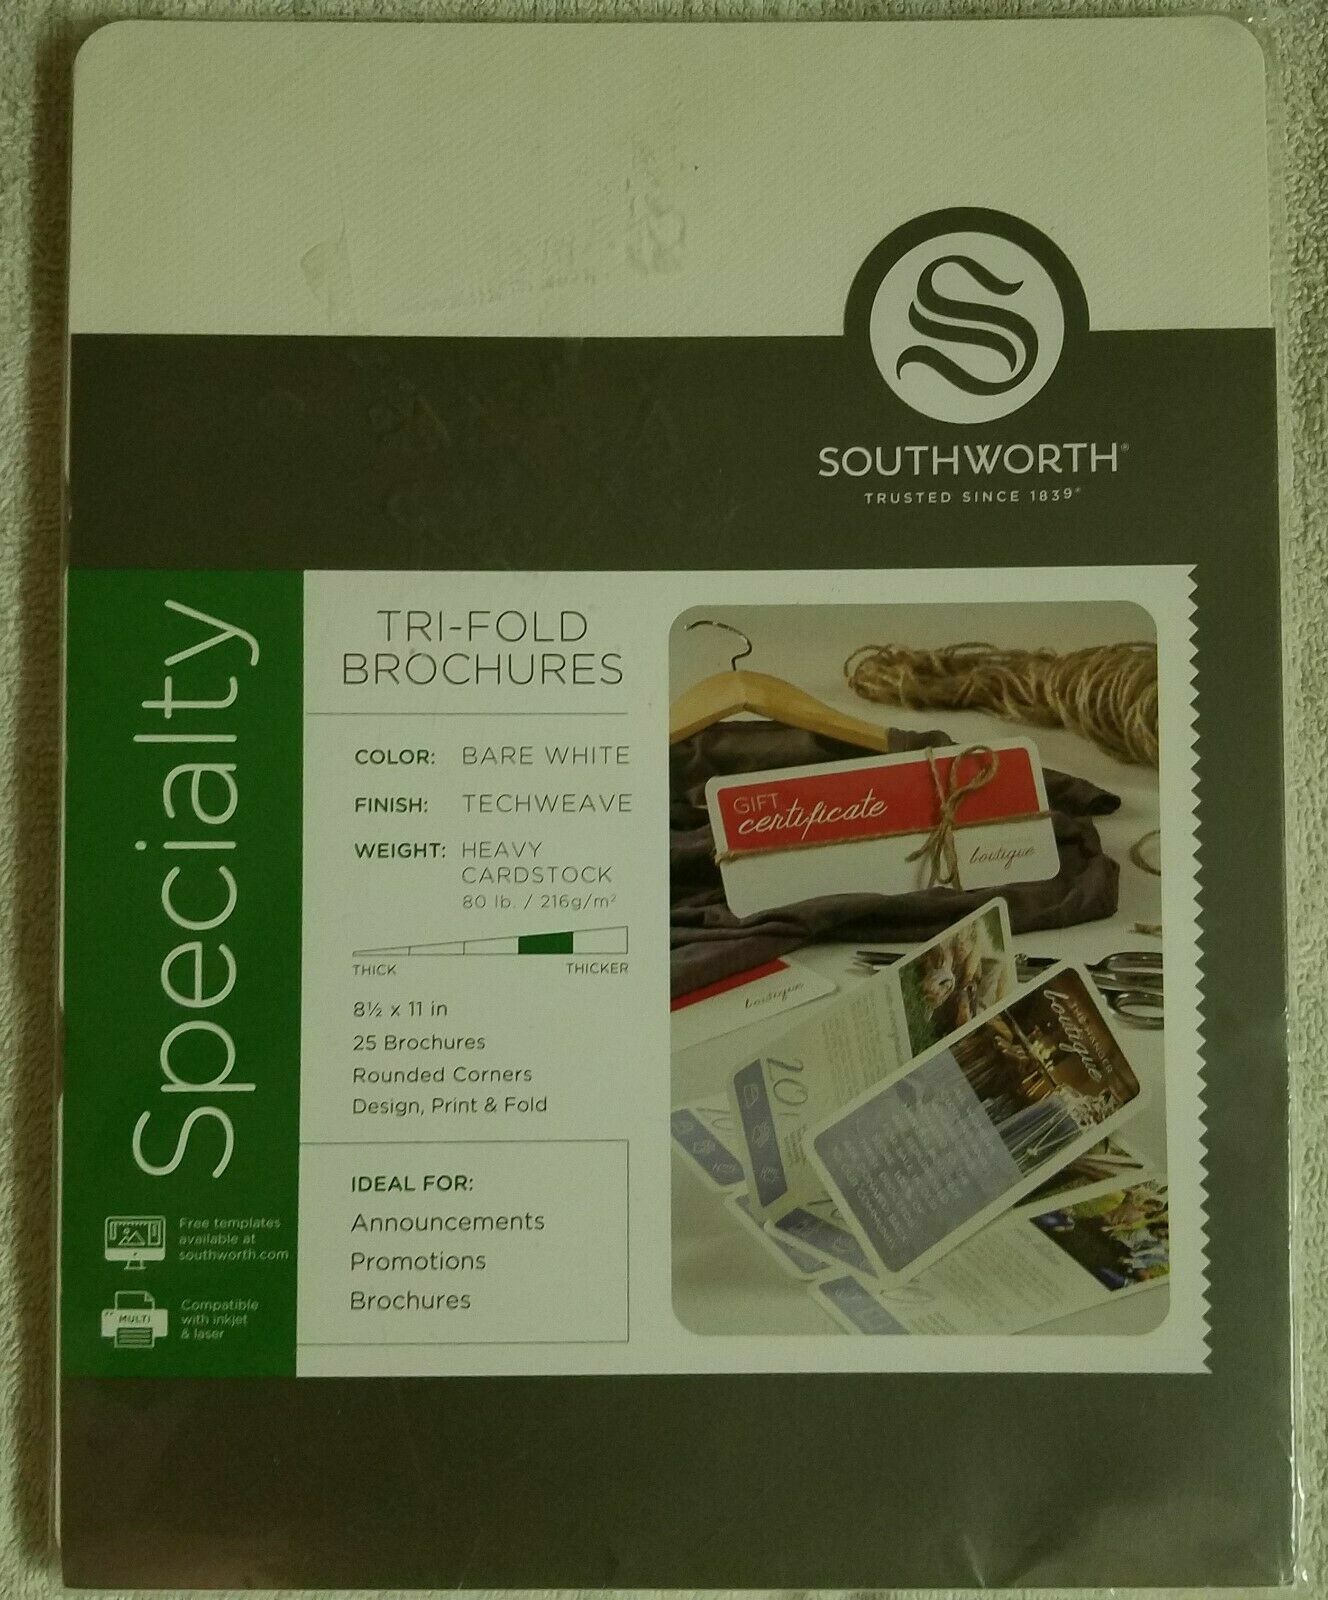 SOUTHWORTH®
TRUSTED SINCE 1839®
Specialty
TRI-FOLD
BROCHURES
COLOR: BARE WHITE
FINISH: TECHWEAVE
WEIGHT: HEAVY
CARDSTOCK
80 lb. / 216g/m²
THICK THICKER
8½ x 11 in
25 Brochures
Rounded Corners
Design, Print & Fold
IDEAL FOR:
Announcements
Promotions
Brochures
Free templates
available at
southworth.com
MULTI
Compatible
with inkjet
& laser
GIFT
certificate
boutique
boutique
boutique
20